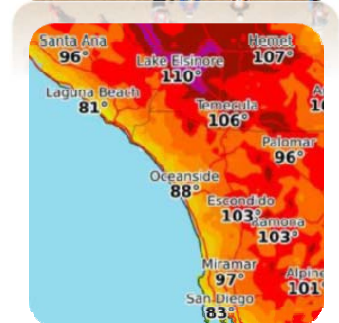 Santa Ana
96°
Hemet
107°
Lake Elsinore
110°
Laguna Beach
81°
Temecula
106°
Palomar
96°
Oceanside
88°
Escondido
103°
Ramona
103°
Miramar
97°
Alpine
101°
San Diego
83°